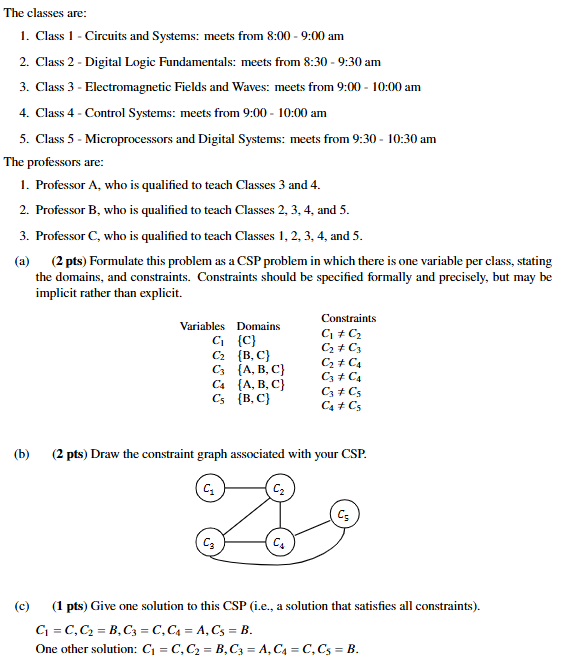 The classes are:
1. Class 1 - Circuits and Systems: meets from 8:00 - 9:00 am
2. Class 2 - Digital Logic Fundamentals: meets from 8:30 - 9:30 am
3. Class 3 - Electromagnetic Fields and Waves: meets from 9:00 - 10:00 am
4. Class 4 - Control Systems: meets from 9:00 - 10:00 am
5. Class 5 - Microprocessors and Digital Systems: meets from 9:30 - 10:30 am
The professors are:
1. Professor A, who is qualified to teach Classes 3 and 4.
2. Professor B, who is qualified to teach Classes 2, 3, 4, and 5.
3. Professor C, who is qualified to teach Classes 1, 2, 3, 4, and 5.
(a) (2 pts) Formulate this problem as a CSP problem in which there is one variable per class, stating
the domains, and constraints. Constraints should be specified formally and precisely, but may be
implicit rather than explicit.
Variables Domains
C₁ {C}
C₂ {B, C}
C₃ {A, B, C}
C₄ {A, B, C}
C₅ {B, C}
Constraints
C₁ ≠ C₂
C₂ ≠ C₃
C₂ ≠ C₄
C₃ ≠ C₄
C₃ ≠ C₅
C₄ ≠ C₅
(b) (2 pts) Draw the constraint graph associated with your CSP.
C₁
C₂
C₅
C₃
C₄
(c) (1 pts) Give one solution to this CSP (i.e., a solution that satisfies all constraints).
C₁ = C, C₂ = B, C₃ = C, C₄ = A, C₅ = B.
One other solution: C₁ = C, C₂ = B, C₃ = A, C₄ = C, C₅ = B.